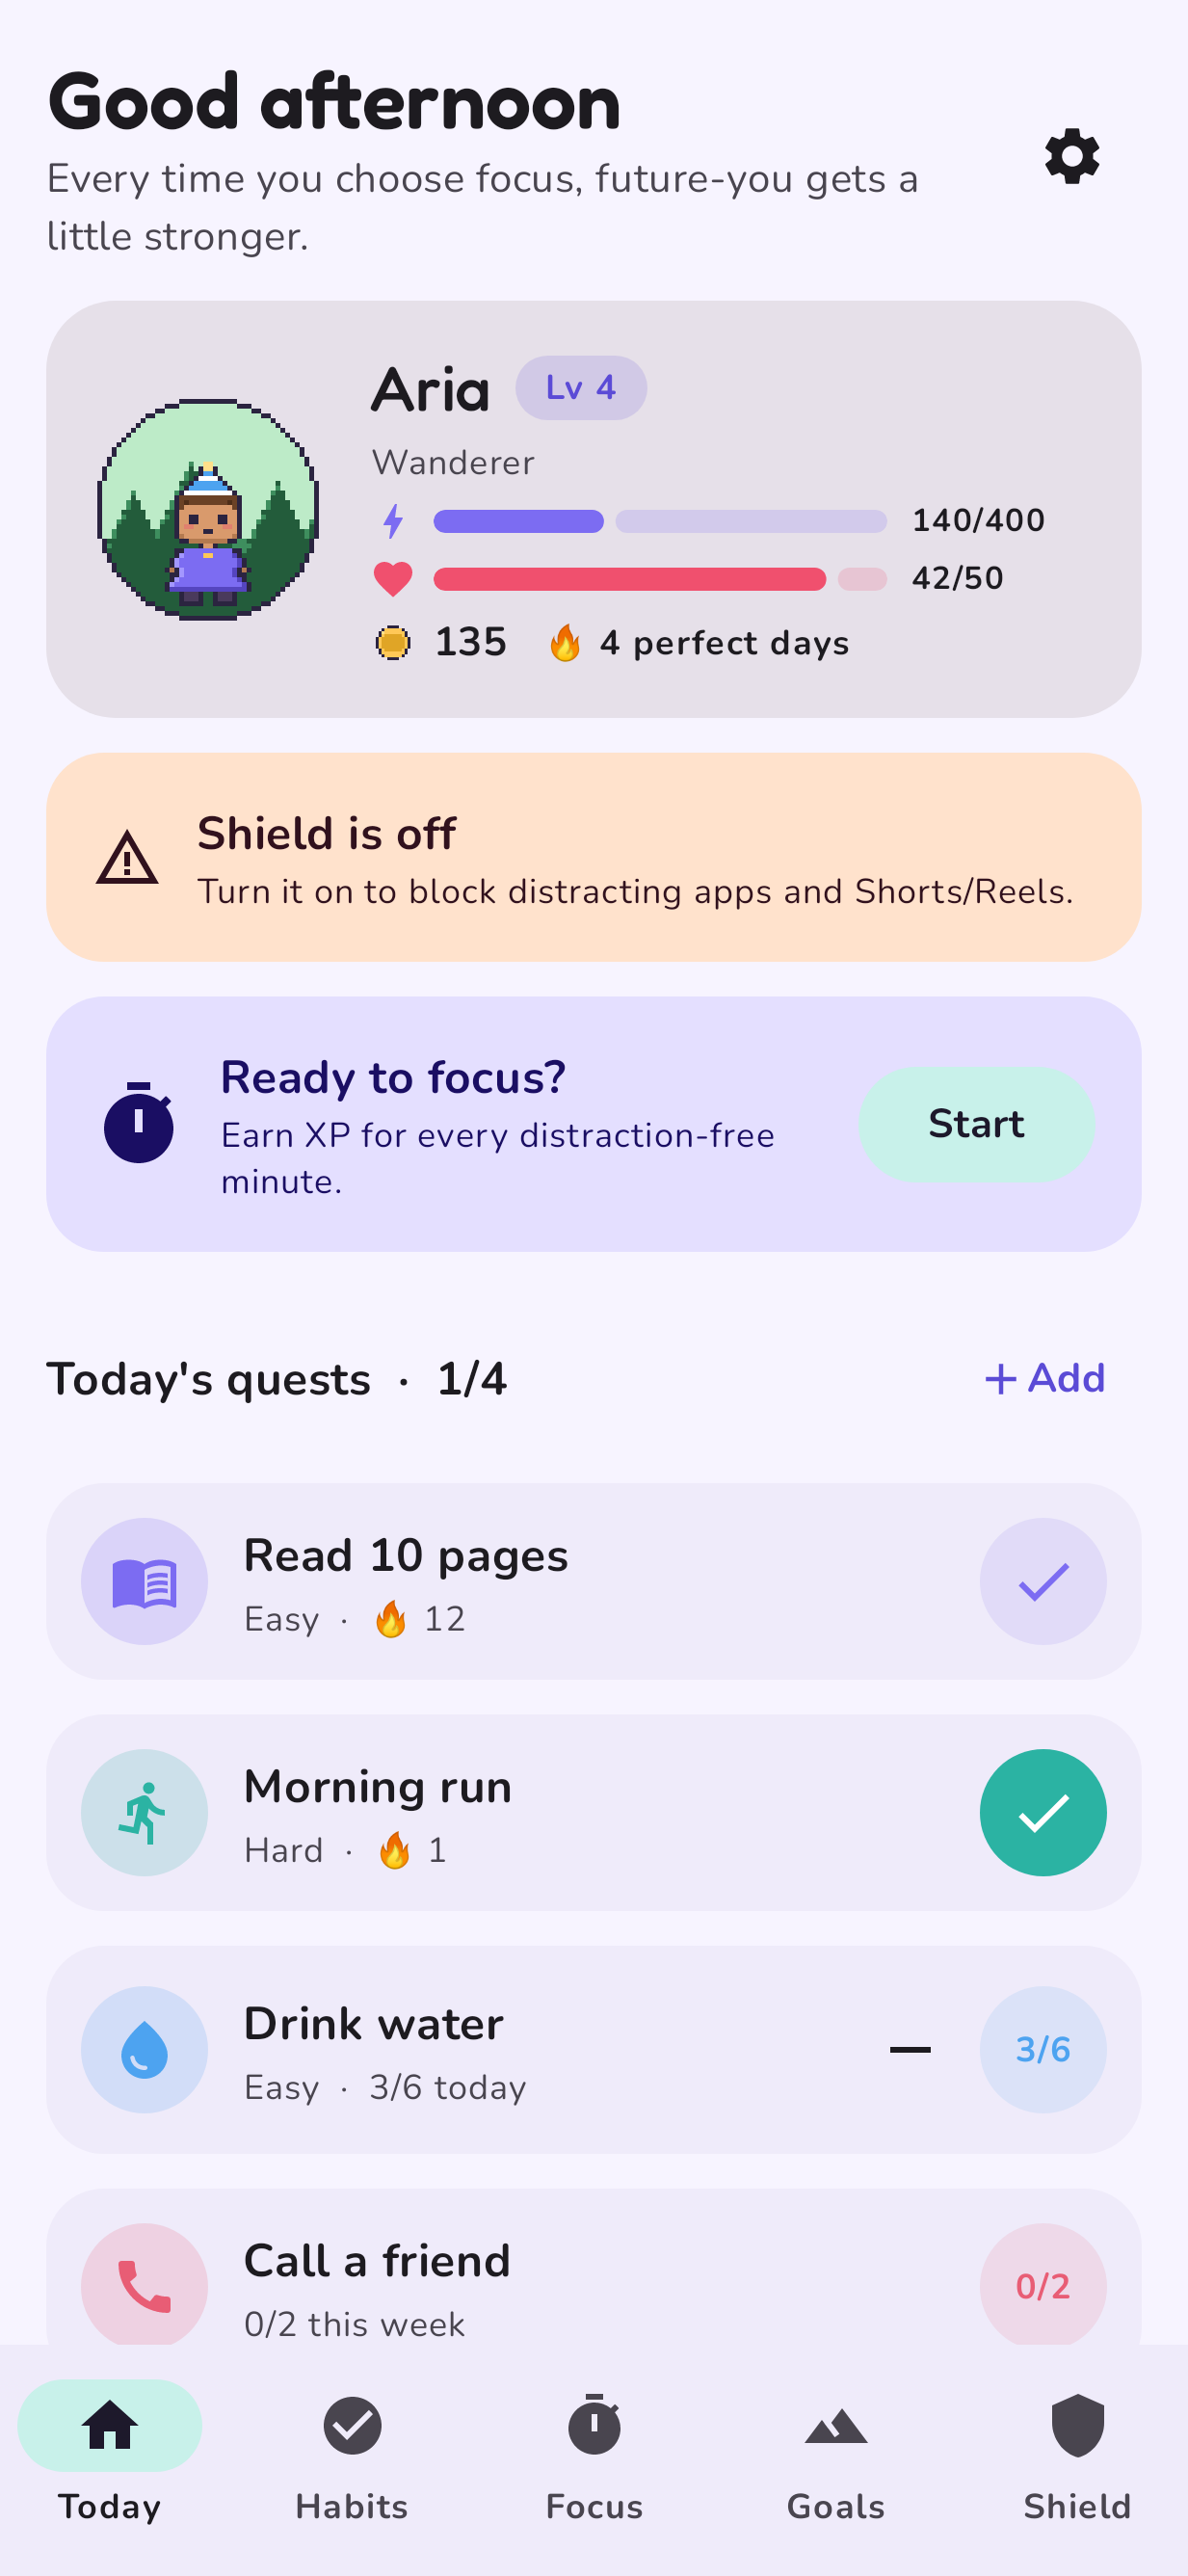 Good afternoon
Every time you choose focus, future-you gets a
little stronger.
Aria
Lv 4
Wanderer
140/400
42/50
135
4 perfect days
Shield is off
Turn it on to block distracting apps and Shorts/Reels.
Ready to focus?
Earn XP for every distraction-free
minute.
Start
Today's quests · 1/4
+ Add
Read 10 pages
Easy · 🔥 12
Morning run
Hard · 🔥 1
Drink water
Easy · 3/6 today
3/6
Call a friend
0/2 this week
0/2
Today
Habits
Focus
Goals
Shield